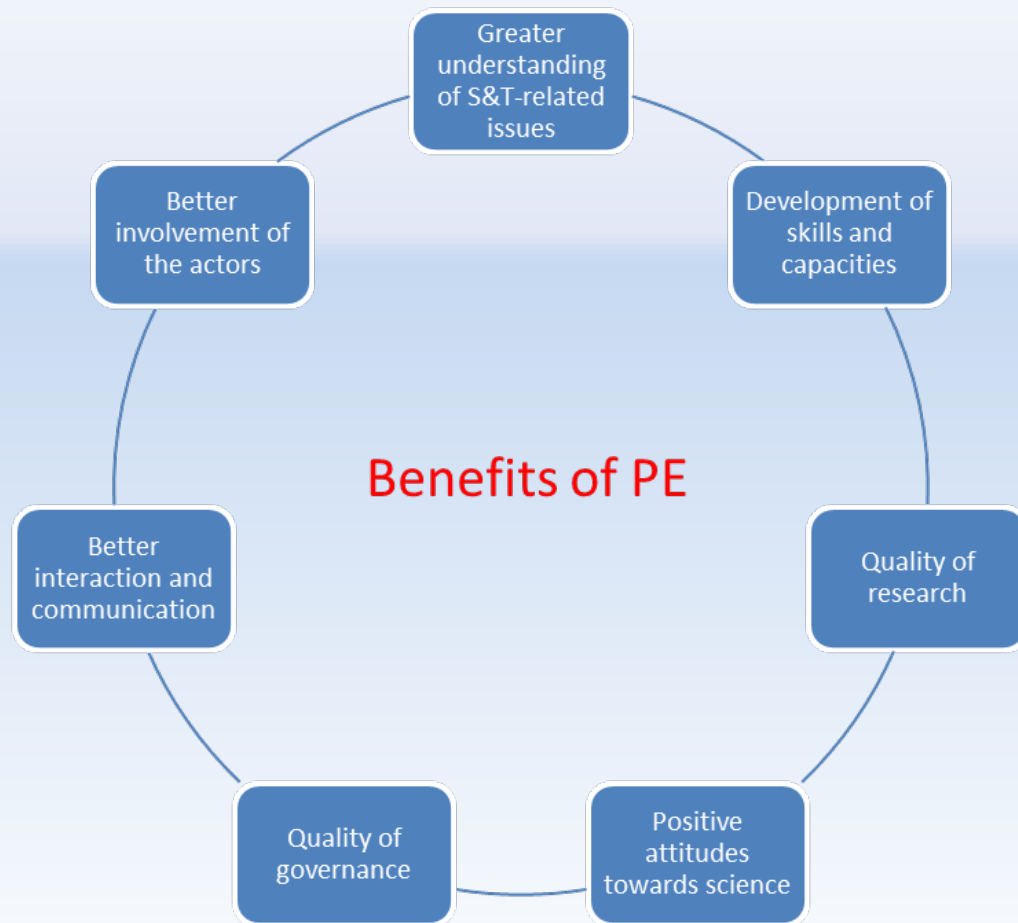 Greater
understanding
of S&T-related
issues
Development of
skills and
capacities
Quality of
research
Positive
attitudes
towards science
Quality of
governance
Better
interaction and
communication
Better
involvement of
the actors
Benefits of PE